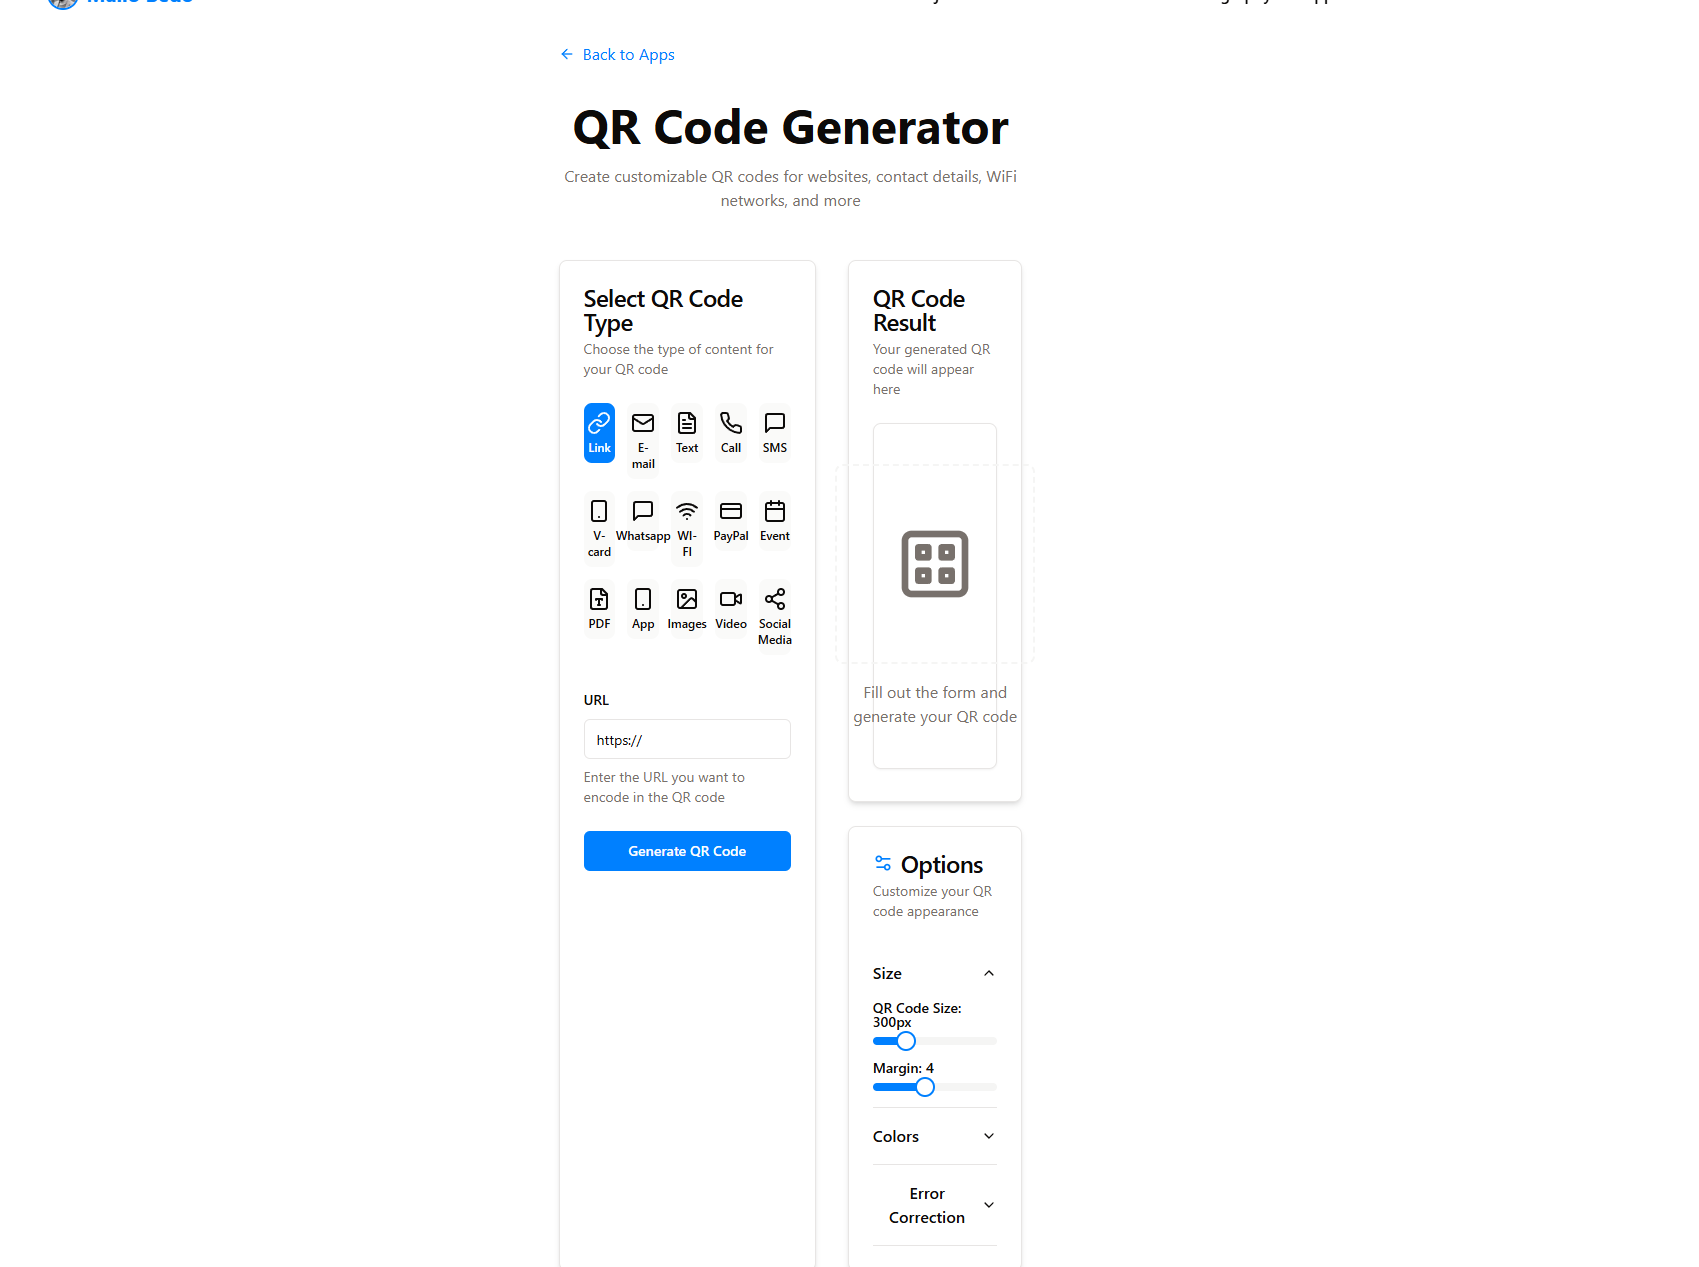 Back to Apps
QR Code Generator
Create customizable QR codes for websites, contact details, WiFi
networks, and more
Select QR Code
Type
Choose the type of content for
your QR code
Link
E-
mail
Text
Call
SMS
V-
card
Whatsapp
WI-
FI
PayPal
Event
PDF
App
Images
Video
Social
Media
URL
https://
Enter the URL you want to
encode in the QR code
Generate QR Code
QR Code
Result
Your generated QR
code will appear
here
Fill out the form and
generate your QR code
Options
Customize your QR
code appearance
Size
QR Code Size:
300px
Margin: 4
Colors
Error
Correction